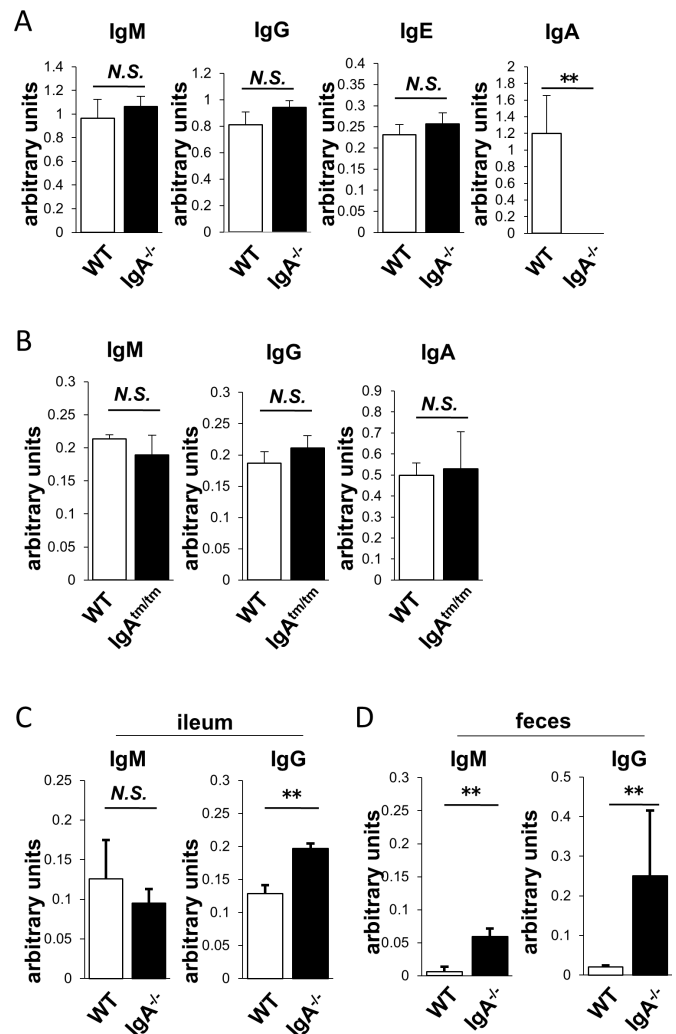 A
IgM
arbitrary units
1.4
1.2
1
0.8
0.6
0.4
0.2
0
N.S.
WT
IgA-/-
IgG
arbitrary units
1.2
1
0.8
0.6
0.4
0.2
0
N.S.
WT
IgA-/-
IgE
arbitrary units
0.4
0.35
0.3
0.25
0.2
0.15
0.1
0.05
0
N.S.
WT
IgA-/-
IgA
arbitrary units
2
1.8
1.6
1.4
1.2
1
0.8
0.6
0.4
0.2
0
**
WT
IgA-/-
B
IgM
arbitrary units
0.3
0.25
0.2
0.15
0.1
0.05
0
N.S.
WT
IgAtm/tm
IgG
arbitrary units
0.3
0.25
0.2
0.15
0.1
0.05
0
N.S.
WT
IgAtm/tm
IgA
arbitrary units
0.9
0.8
0.7
0.6
0.5
0.4
0.3
0.2
0.1
0
N.S.
WT
IgAtm/tm
C
ileum
IgM
arbitrary units
0.25
0.2
0.15
0.1
0.05
0
N.S.
WT
IgA-/-
IgG
arbitrary units
0.3
0.25
0.2
0.15
0.1
0.05
0
**
WT
IgA-/-
D
feces
IgM
arbitrary units
0.3
0.25
0.2
0.15
0.1
0.05
0
**
WT
IgA-/-
IgG
arbitrary units
0.5
0.4
0.3
0.2
0.1
0
**
WT
IgA-/-